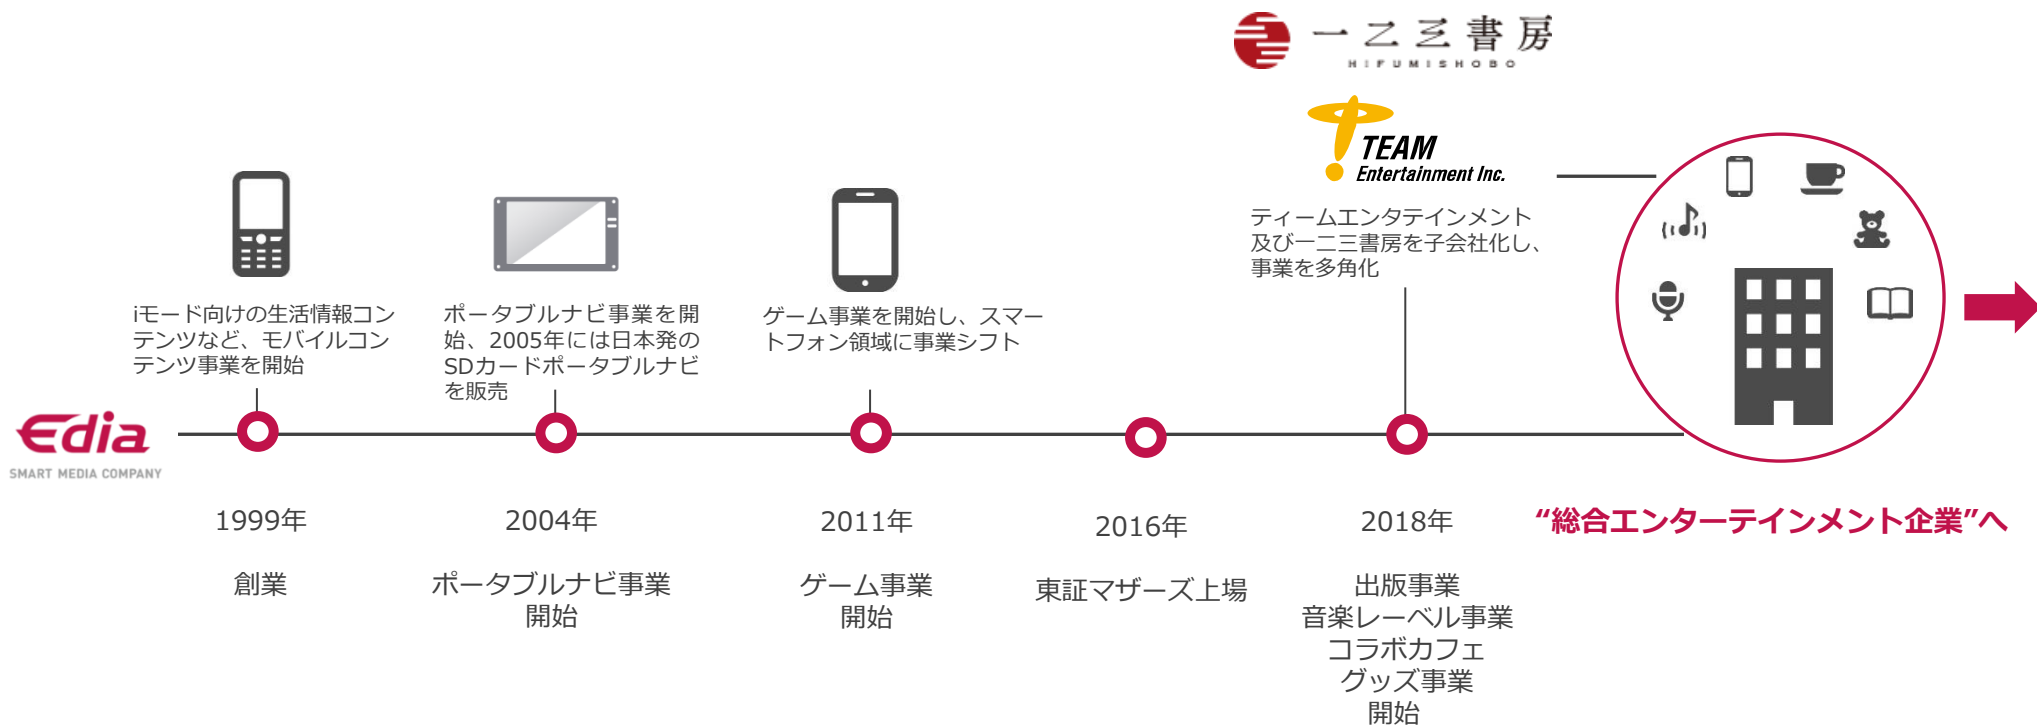 一二三書房
HIFUMISHOBO
TEAM
Entertainment Inc.
ティームエンタテインメント
及び一二三書房を子会社化し、
事業を多角化
iモード向けの生活情報コン
テンツなど、モバイルコン
テンツ事業を開始
ポータブルナビ事業を開
始、2005年には日本発の
SDカードポータブルナビ
を販売
ゲーム事業を開始し、スマー
トフォン領域に事業シフト
Edia
SMART MEDIA COMPANY
1999年
創業
2004年
ポータブルナビ事業
開始
2011年
ゲーム事業
開始
2016年
東証マザーズ上場
2018年
出版事業
音楽レーベル事業
コラボカフェ
グッズ事業
開始
“総合エンターテインメント企業”へ